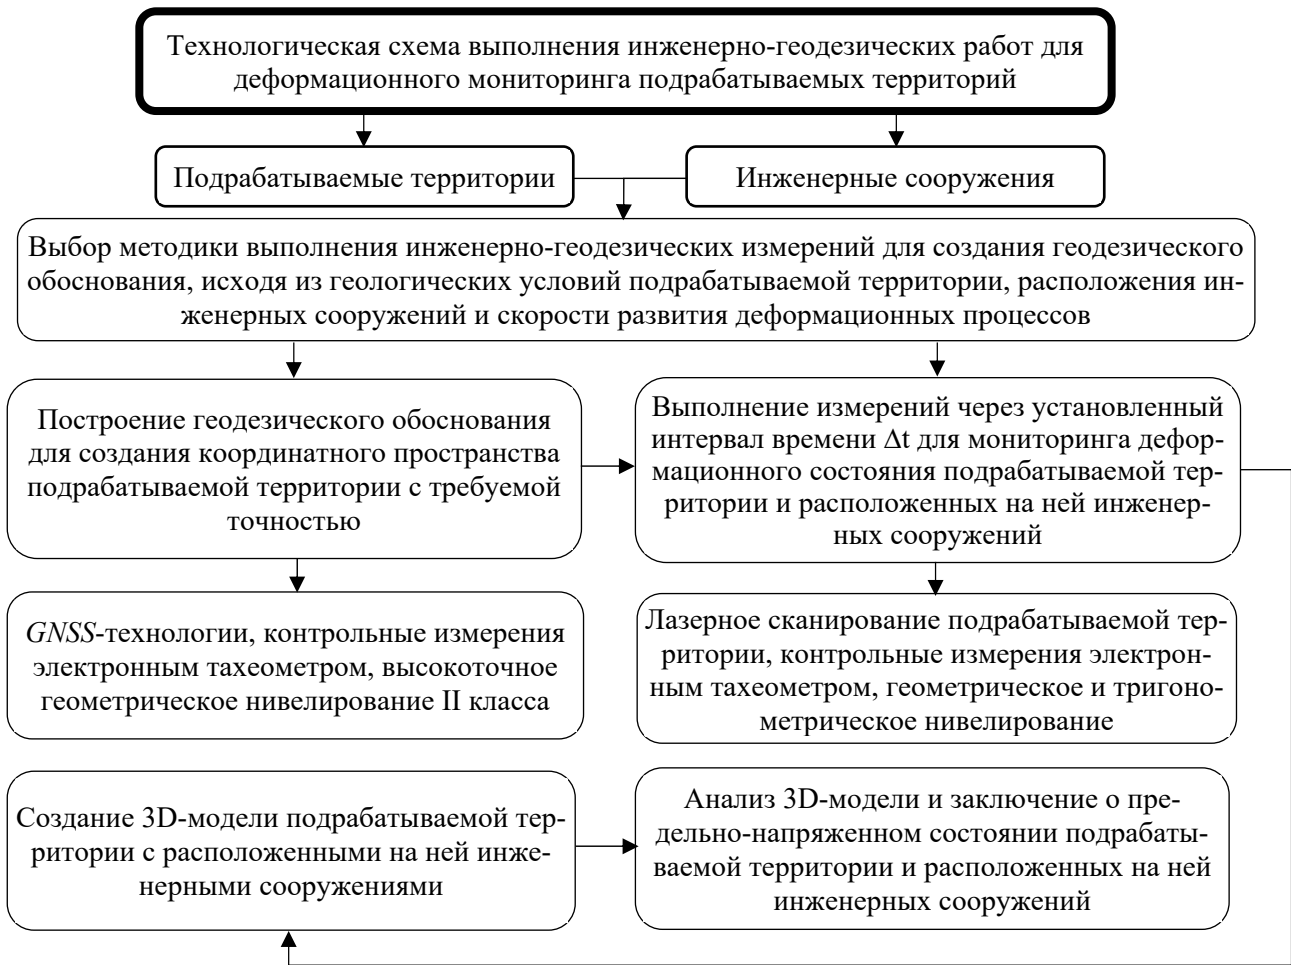 Технологическая схема выполнения инженерно-геодезических работ для
деформационного мониторинга подрабатываемых территорий
Подрабатываемые территории
Инженерные сооружения
Выбор методики выполнения инженерно-геодезических измерений для создания геодезического
обоснования, исходя из геологических условий подрабатываемой территории, расположения ин-
женерных сооружений и скорости развития деформационных процессов
Построение геодезического обоснования
для создания координатного пространства
подрабатываемой территории с требуемой
точностью
Выполнение измерений через установленный
интервал времени Δt для мониторинга дефор-
мационного состояния подрабатываемой тер-
ритории и расположенных на ней инженер-
ных сооружений
GNSS-технологии, контрольные измерения
электронным тахеометром, высокоточное
геометрическое нивелирование II класса
Лазерное сканирование подрабатываемой тер-
ритории, контрольные измерения электрон-
ным тахеометром, геометрическое и тригоно-
метрическое нивелирование
Создание 3D-модели подрабатываемой тер-
ритории с расположенными на ней инже-
нерными сооружениями
Анализ 3D-модели и заключение о пре-
дельно-напряженном состоянии подрабаты-
ваемой территории и расположенных на ней
инженерных сооружений